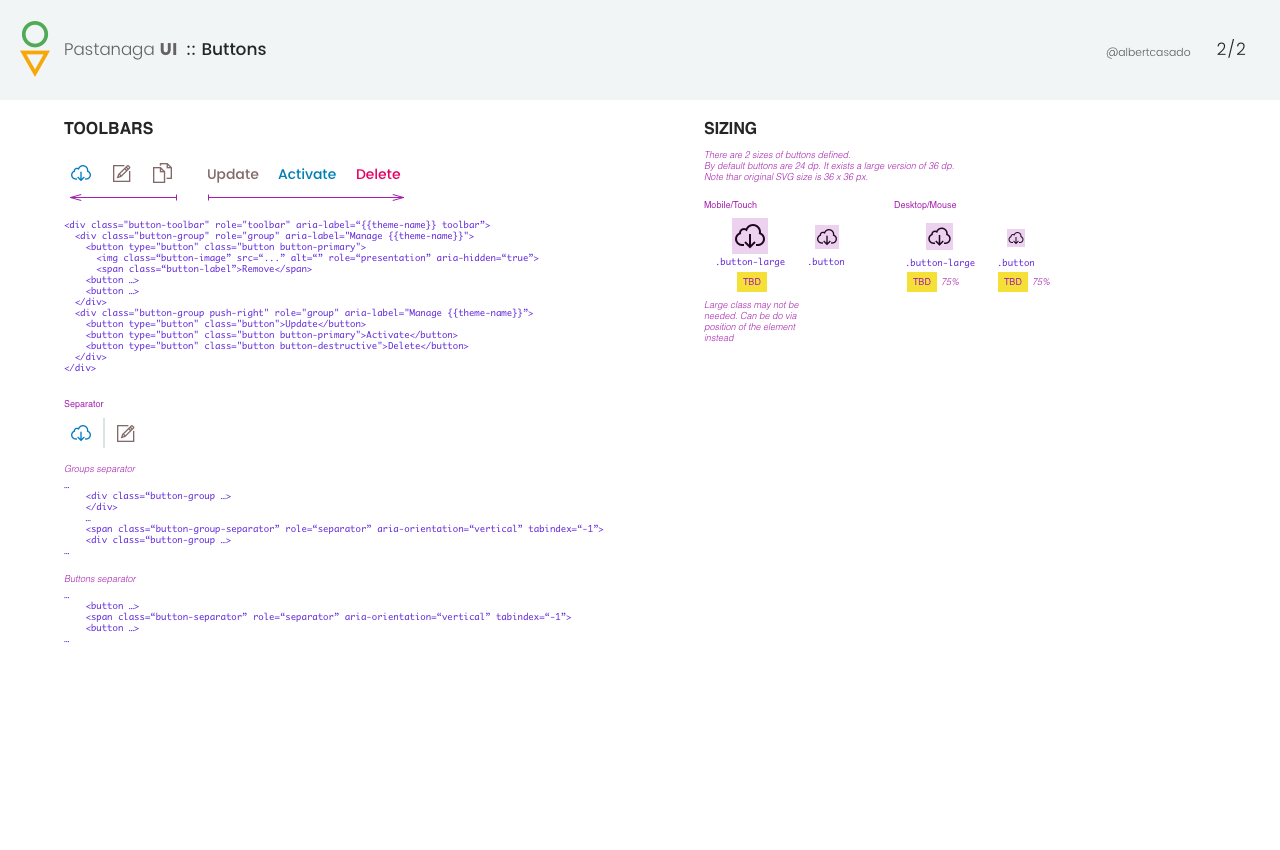 Pastanaga UI :: Buttons
@albertcasado 2/2
TOOLBARS
Update Activate Delete
<div class="button-toolbar" role="toolbar" aria-label=“{{theme-name}} toolbar”>
<div class="button-group" role="group" aria-label="Manage {{theme-name}}">
<button type="button" class="button button-primary">
<img class=“button-image” src=“...” alt=“” role=“presentation” aria-hidden=“true”>
<span class=“button-label”>Remove</span>
<button …>
<button …>
</div>
<div class="button-group push-right" role="group" aria-label="Manage {{theme-name}}”>
<button type="button" class="button">Update</button>
<button type="button" class="button button-primary">Activate</button>
<button type="button" class="button button-destructive">Delete</button>
</div>
</div>
Separator
Groups separator
…
<div class=“button-group …>
</div>
…
<span class=“button-group-separator” role=“separator” aria-orientation=“vertical” tabindex=“-1”>
<div class=“button-group …>
…
Buttons separator
…
<button …>
<span class=“button-separator” role=“separator” aria-orientation=“vertical” tabindex=“-1”>
<button …>
…
SIZING
There are 2 sizes of buttons defined.
By default buttons are 24 dp. It exists a large version of 36 dp.
Note thar original SVG size is 36 x 36 px.
Mobile/Touch
.button-large .button
TBD
Large class may not be
needed. Can be do via
position of the element
instead
Desktop/Mouse
.button-large .button
TBD 75% TBD 75%